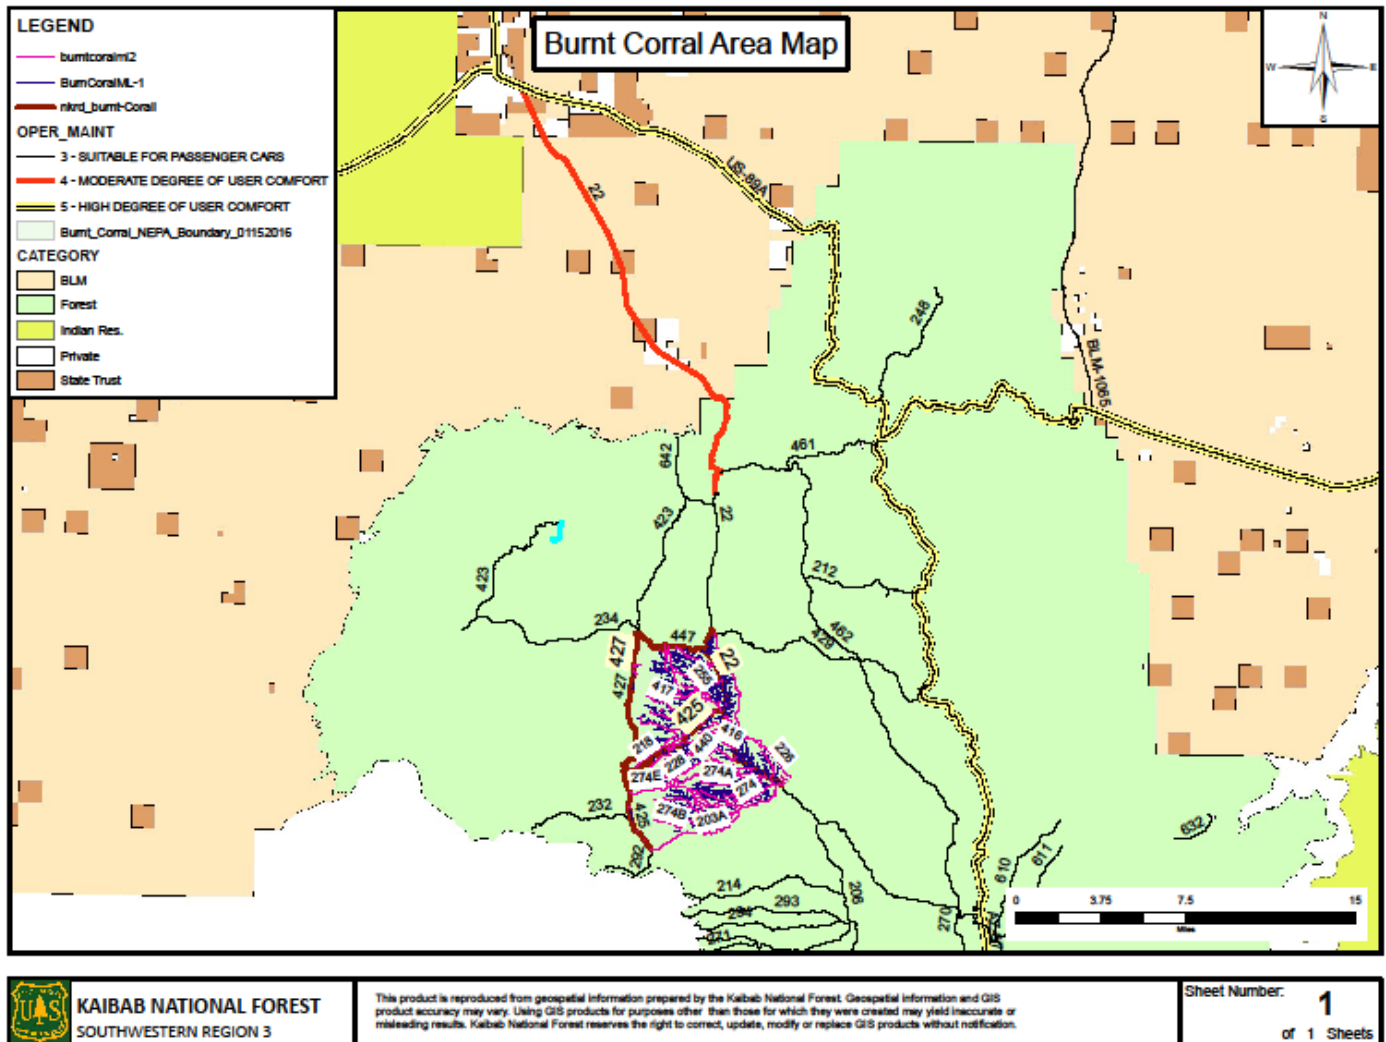 Burnt Corral Area Map
LEGEND
burntcoralml2
BurnCoralML-1
nkrd_burnt-Corall
OPER_MAINT
3 - SUITABLE FOR PASSENGER CARS
4 - MODERATE DEGREE OF USER COMFORT
5 - HIGH DEGREE OF USER COMFORT
Burnt_Corral_NEPA_Boundary_01152016
CATEGORY
BLM
Forest
Indian Res.
Private
State Trust
N
W
E
S
22
US-89A
248
BLM-1065
461
642
423
22
423
212
234
447
462
429
427
22
427
417
255
425
218
416
440
228
226
274E
274A
274
232
425
274B
203A
292
632
610
611
214
293
206
294
270
271
0 3.75 7.5 15
Miles
US
KAIBAB NATIONAL FOREST
SOUTHWESTERN REGION 3
This product is reproduced from geospatial information prepared by the Kaibab National Forest. Geospatial information and GIS
product accuracy may vary. Using GIS products for purposes other than those for which they were created may yield inaccurate or
misleading results. Kaibab National Forest reserves the right to correct, update, modify or replace GIS products without notification.
Sheet Number:
1
of 1 Sheets